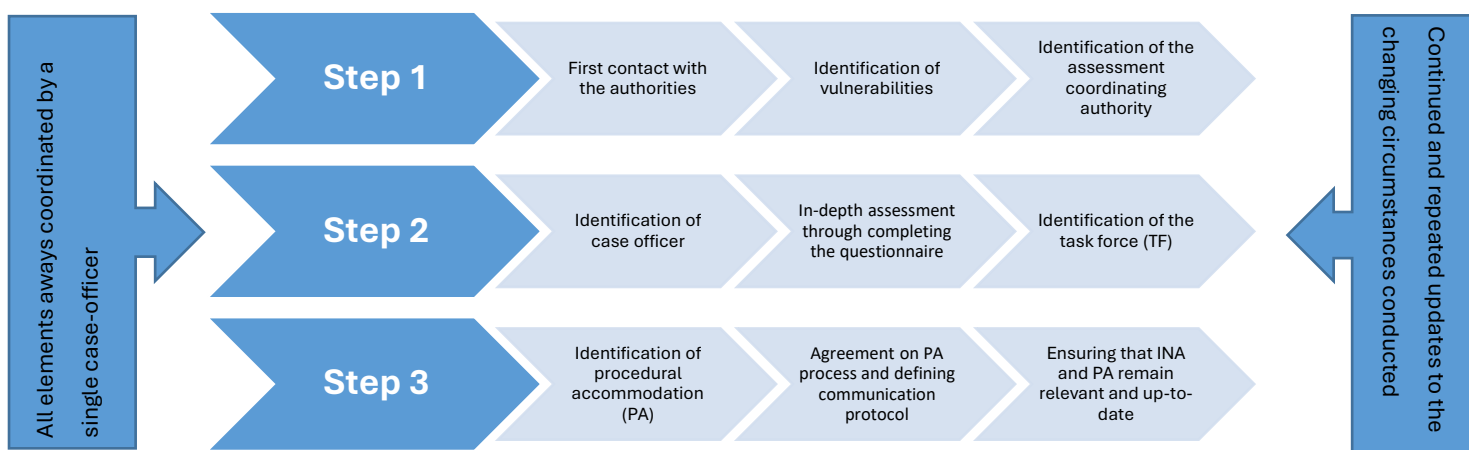 All elements aways coordinated by a
single case-officer
Step 1
First contact with
the authorities
Identification of
vulnerabilities
Identification of the
assessment
coordinating
authority
Step 2
Identification of
case officer
In-depth assessment
through completing
the questionnaire
Identification of the
task force (TF)
Step 3
Identification of
procedural
accommodation
(PA)
Agreement on PA
process and defining
communication
protocol
Ensuring that INA
and PA remain
relevant and up-to-
date
Continued and repeated updates to the
changing circumstances conducted